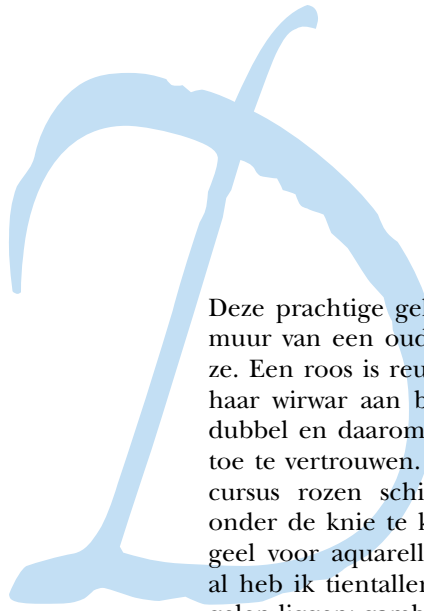 D
Deze prachtige gel
muur van een oud
ze. Een roos is reu
haar wirwar aan b
dubbel en daarom
toe te vertrouwen.
cursus rozen schi
onder de knie te k
geel voor aquarell
al heb ik tientallen